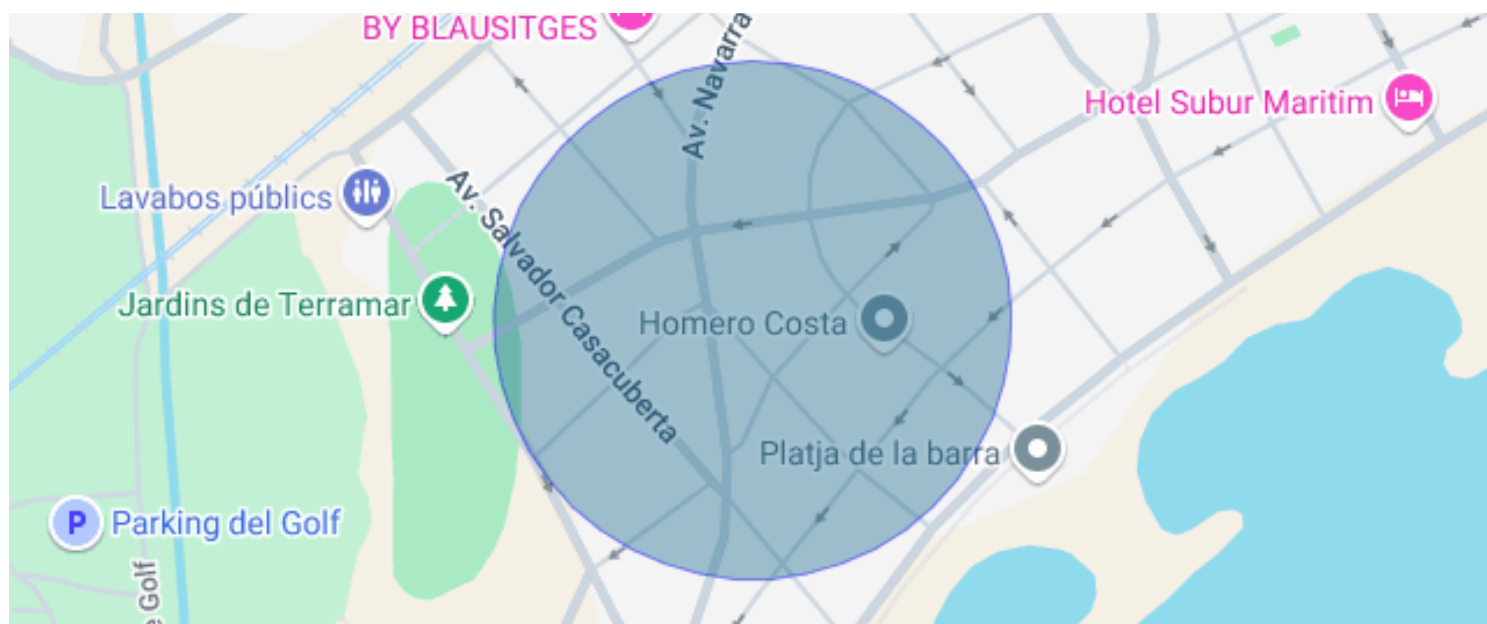 BY BLAUSITGES
Av. Navarra
Hotel Subur Maritim
Lavabos públics
Av. Salvador Casacuberta
Jardins de Terramar
Homero Costa
Platja de la barra
P
Parking del Golf
Golf